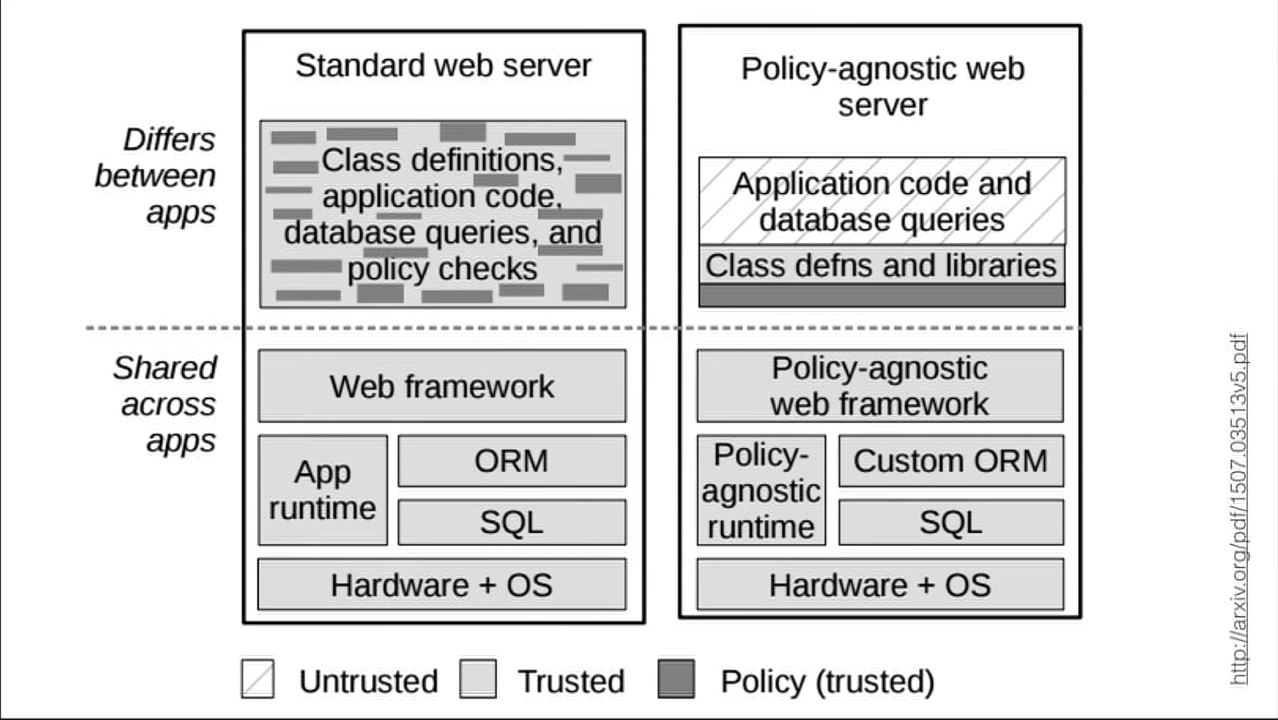 Standard web server
Policy-agnostic web
server
Differs
between
apps
Class definitions,
application code,
database queries, and
policy checks
Application code and
database queries
Class defns and libraries
Shared
across
apps
Web framework
App
runtime
ORM
SQL
Hardware + OS
Policy-agnostic
web framework
Policy-
agnostic
runtime
Custom ORM
SQL
Hardware + OS
Untrusted
Trusted
Policy (trusted)
http://arxiv.org/pdf/1507.03513v5.pdf